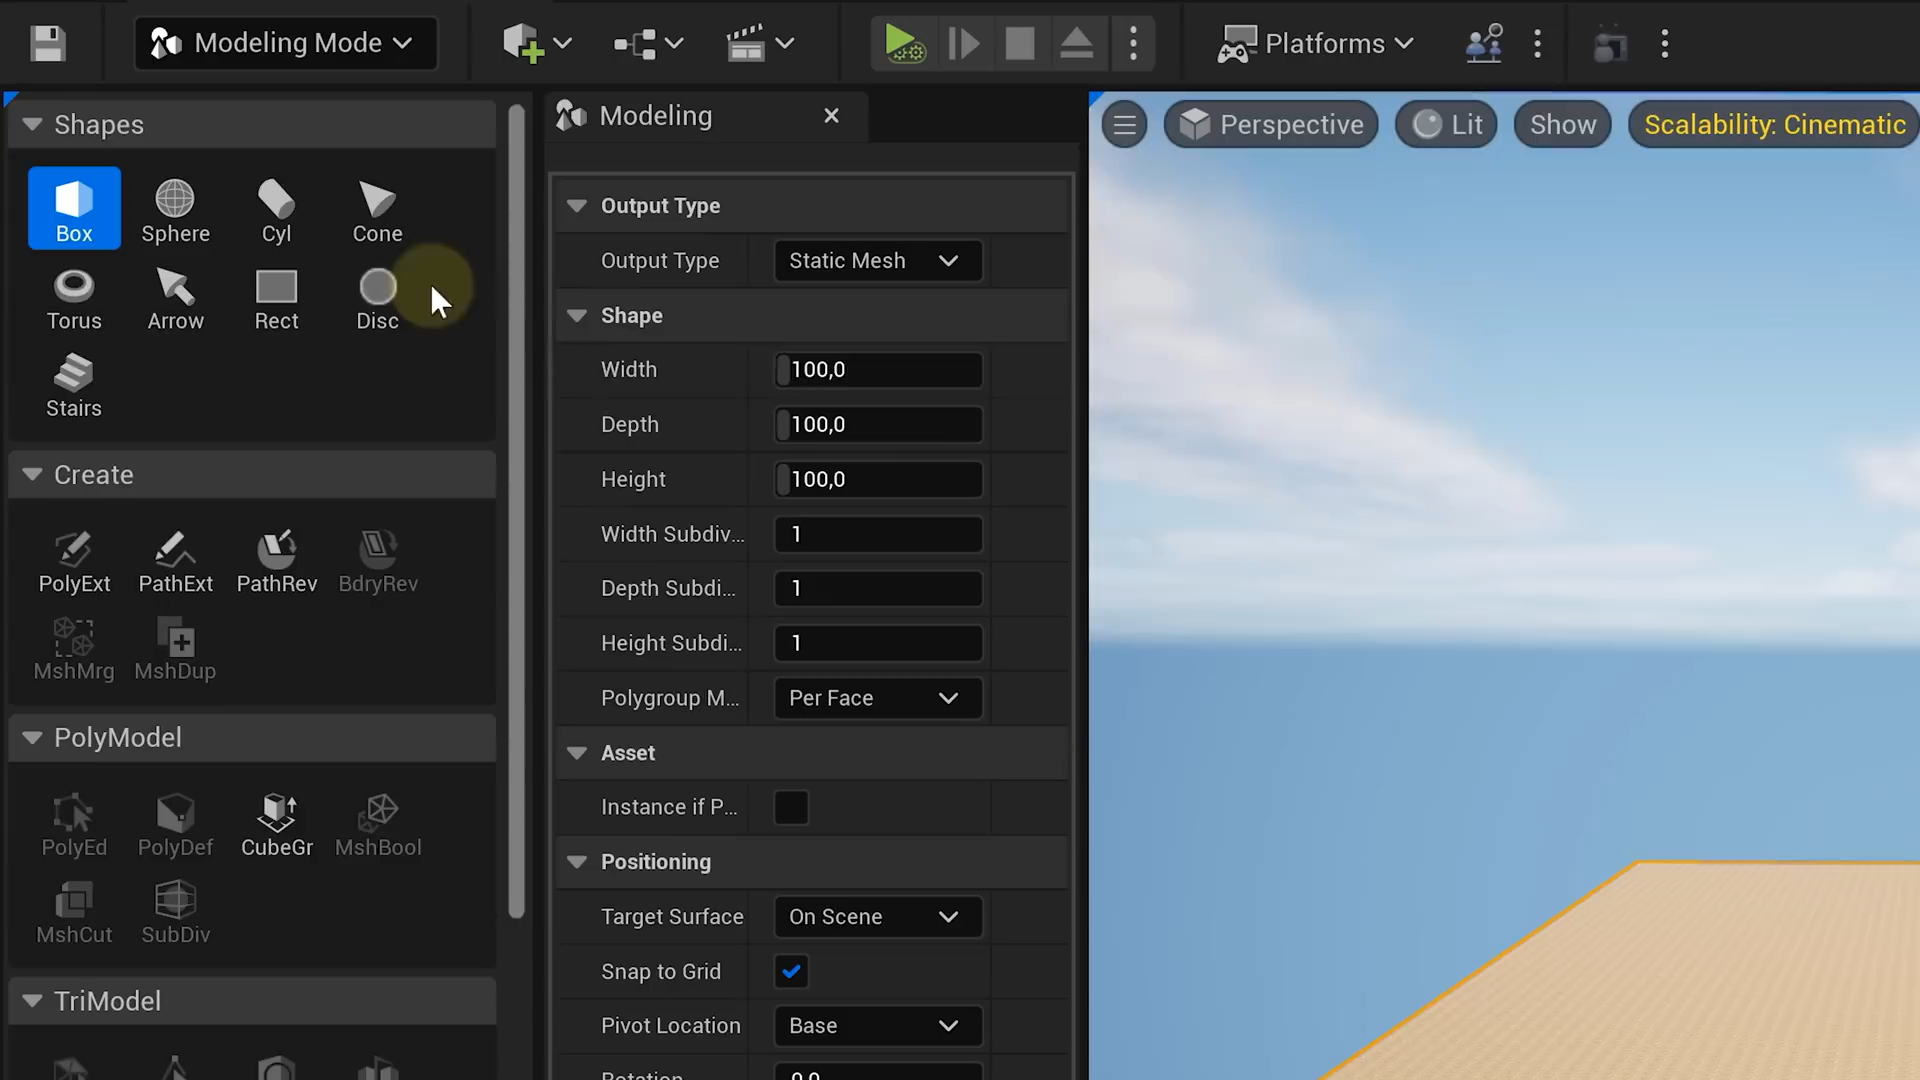 Modeling Mode
Platforms
Shapes
Box
Sphere
Cyl
Cone
Torus
Arrow
Rect
Disc
Stairs
Create
PolyExt
PathExt
PathRev
BdryRev
MshMrg
MshDup
PolyModel
PolyEd
PolyDef
CubeGr
MshBool
MshCut
SubDiv
TriModel
Modeling
Output Type
Output Type
Static Mesh
Shape
Width
100,0
Depth
100,0
Height
100,0
Width Subdiv...
1
Depth Subdi...
1
Height Subdi...
1
Polygroup M...
Per Face
Asset
Instance if P...
Positioning
Target Surface
On Scene
Snap to Grid
Pivot Location
Base
Rotation
0,0
Perspective
Lit
Show
Scalability: Cinematic